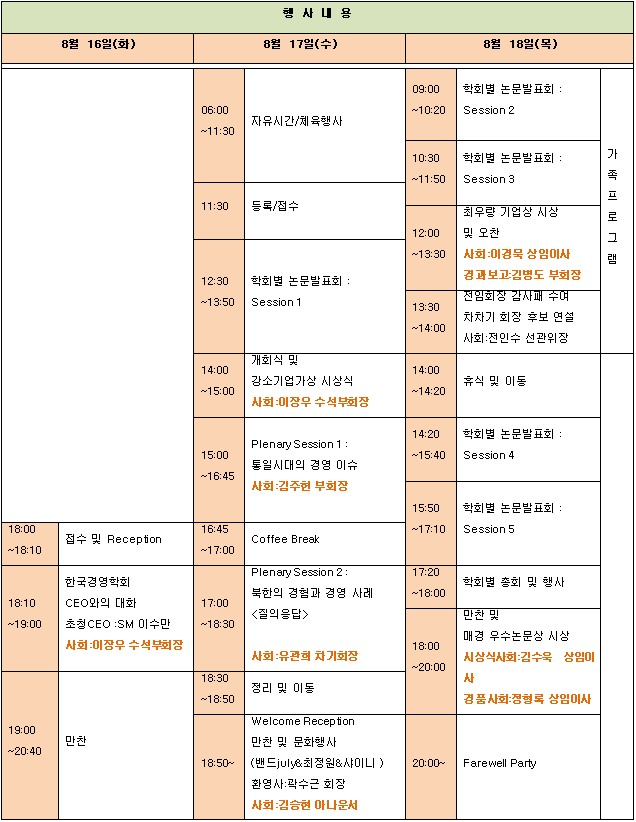 행 사 내 용
8월 16일(화)
8월 17일(수)
8월 18일(목)
18:00
~18:10
접수 및 Reception
18:10
~19:00
한국경영학회
CEO와의 대화
초청CEO :SM 이수만
사회:이장우 수석부회장
19:00
~20:40
만찬
06:00
~11:30
자유시간/체육행사
11:30
등록/접수
12:30
~13:50
학회별 논문발표회 :
Session 1
14:00
~15:00
개회식 및
강소기업가상 시상식
사회:이장우 수석부회장
15:00
~16:45
Plenary Session 1 :
통일시대의 경영 이슈
사회:김주현 부회장
16:45
~17:00
Coffee Break
17:00
~18:30
Plenary Session 2 :
북한의 경험과 경영 사례
<질의응답>
사회:유관희 차기회장
18:30
~18:50
정리 및 이동
18:50~
Welcome Reception
만찬 및 문화행사
(밴드july&최정원&샤이니 )
환영사:곽수근 회장
사회:김승현 아나운서
09:00
~10:20
학회별 논문발표회 :
Session 2
10:30
~11:50
학회별 논문발표회 :
Session 3
12:00
~13:30
최우량 기업상 시상
및 오찬
사회:이경묵 상임이사
경과보고:김병도 부회장
13:30
~14:00
전임회장 감사패 수여
차차기 회장 후보 연설
사회:전인수 선관위장
14:00
~14:20
휴식 및 이동
14:20
~15:40
학회별 논문발표회 :
Session 4
15:50
~17:10
학회별 논문발표회 :
Session 5
17:20
~18:00
학회별 총회 및 행사
18:00
~20:00
만찬 및
매경 우수논문상 시상
시상식사회:김수욱 상임이
사
경품사회:정형록 상임이사
20:00~
Farewell Party
가
족
프
로
그
램